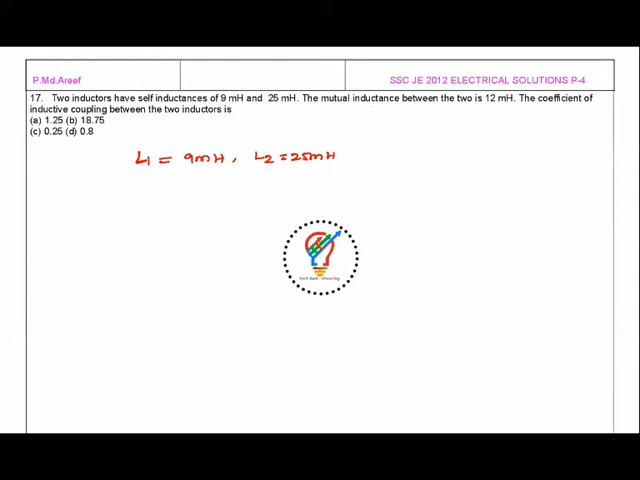 P.Md.Areef
SSC JE 2012 ELECTRICAL SOLUTIONS P-4
17. Two inductors have self inductances of 9 mH and 25 mH. The mutual inductance between the two is 12 mH. The coefficient of
inductive coupling between the two inductors is
(a) 1.25 (b) 18.75
(c) 0.25 (d) 0.8
L1 = 9mH, L2 = 25mH